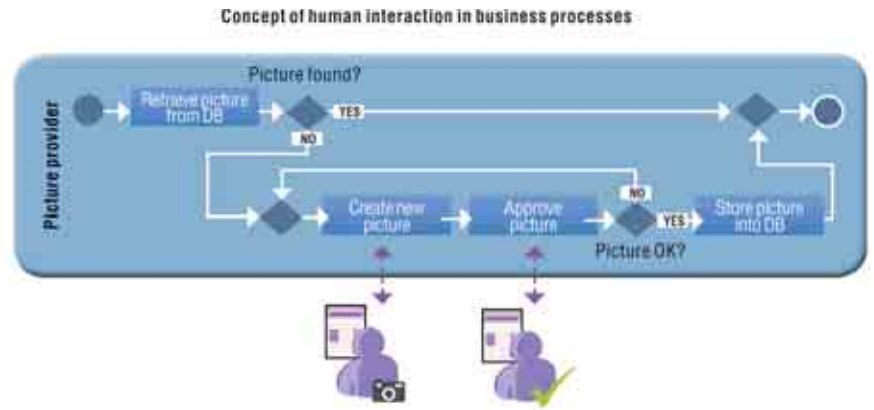 Concept of human interaction in business processes
Picture provider
Picture found?
Retrieve picture
from DB
YES
NO
Create new
picture
Approve
picture
NO
YES
Picture OK?
Store picture
into DB